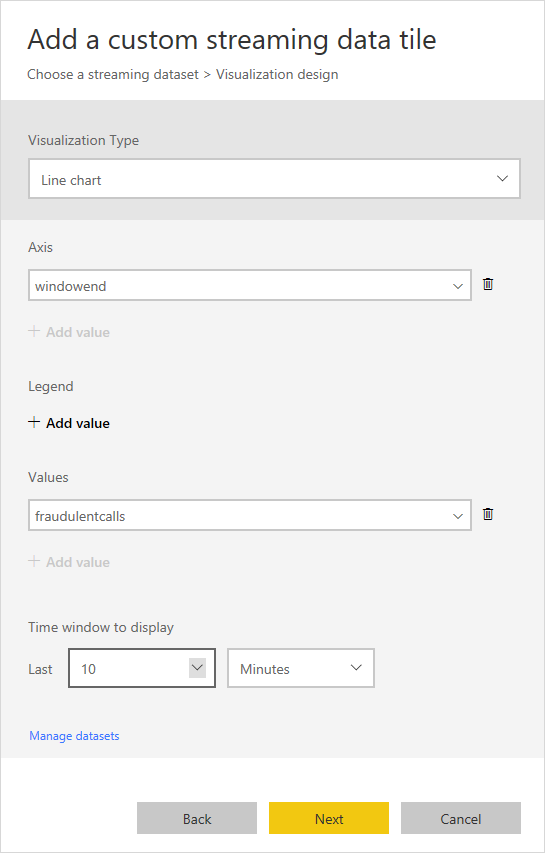 Add a custom streaming data tile
Choose a streaming dataset > Visualization design
Visualization Type
Line chart
Axis
windowend
+ Add value
Legend
+ Add value
Values
fraudulentcalls
+ Add value
Time window to display
Last 10 Minutes
Manage datasets
Back Next Cancel